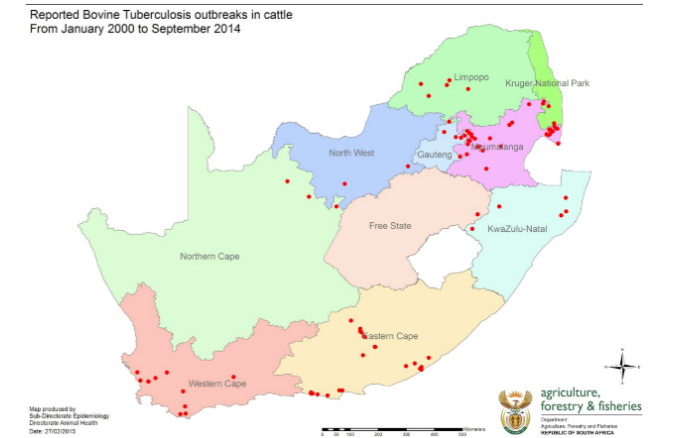 Reported Bovine Tuberculosis outbreaks in cattle
From January 2000 to September 2014
Limpopo
Kruger National Park
North West
Gauteng
Mpumalanga
Free State
KwaZulu-Natal
Northern Cape
Eastern Cape
Western Cape
Map produced by
Sub-Directorate Epidemiology
Directorate Animal Health
Date: 27/02/2015
Kilometers
agriculture,
forestry & fisheries
Department:
Agriculture, Forestry and Fisheries
REPUBLIC OF SOUTH AFRICA